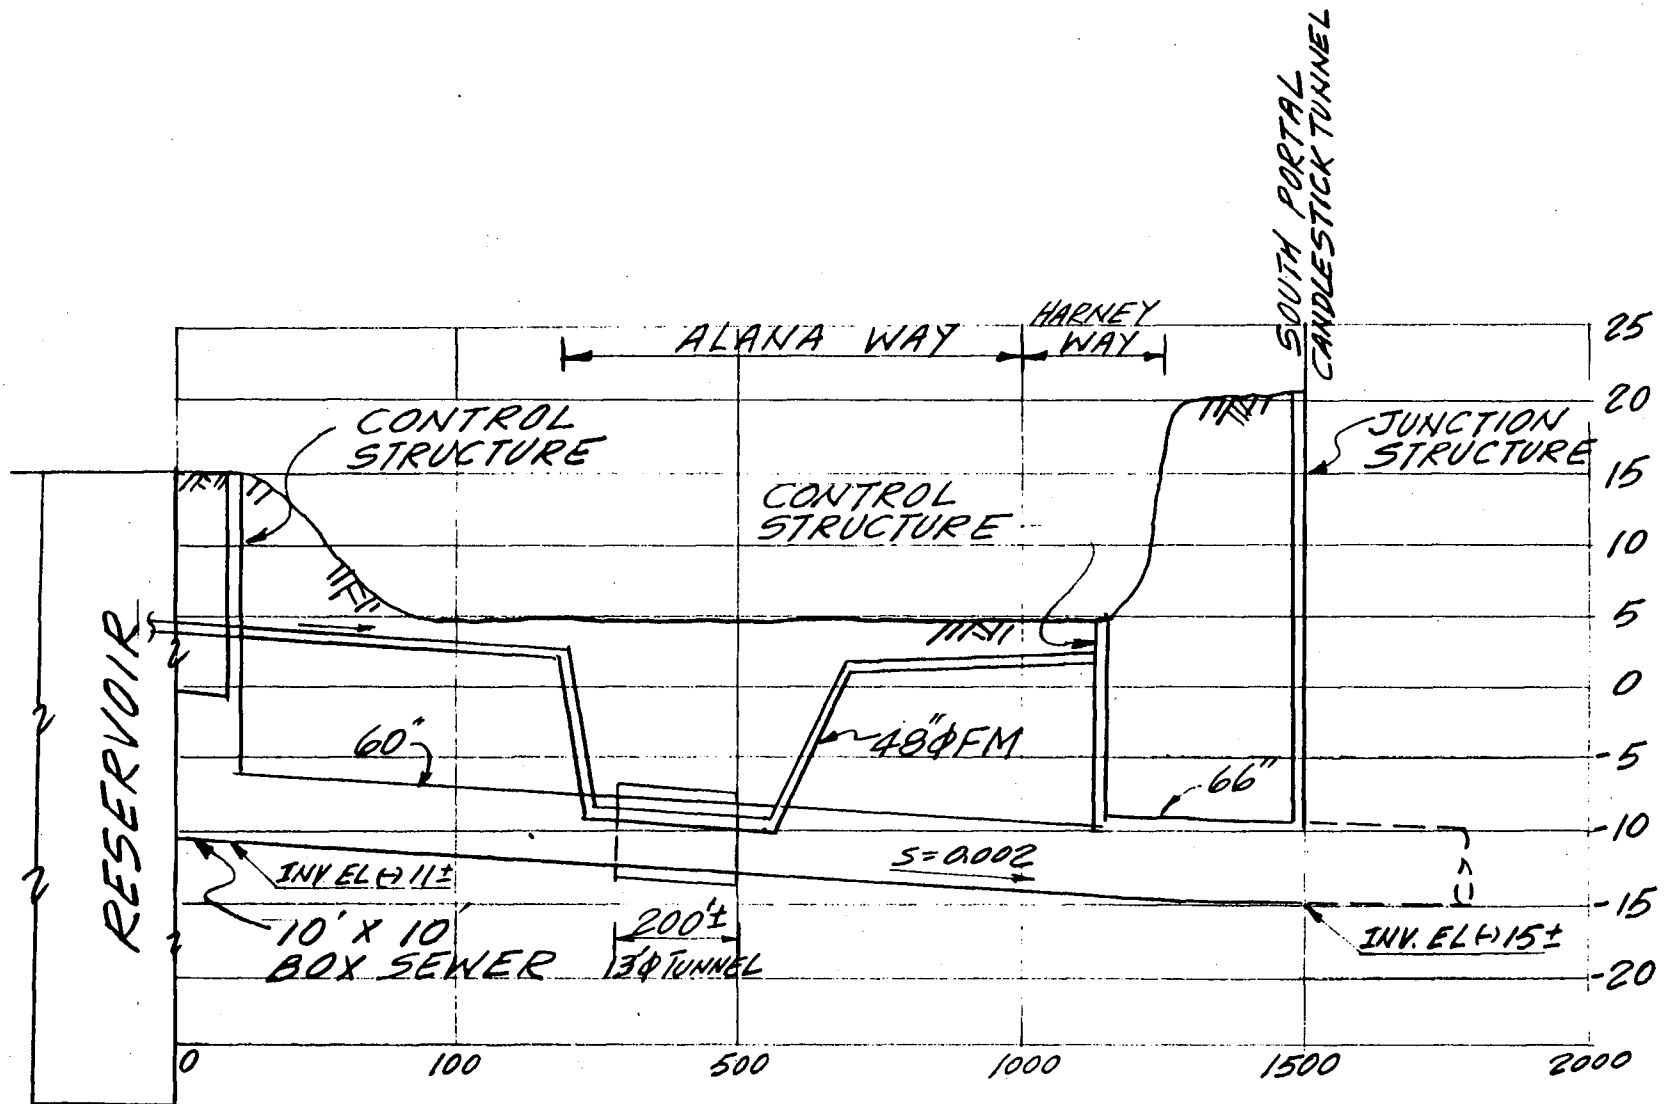 SOUTH PORTAL
CANDLESTICK TUNNEL
ALANA WAY
HARNEY
WAY
25
20
15
10
5
0
-5
-10
-15
-20
CONTROL
STRUCTURE
CONTROL
STRUCTURE
JUNCTION
STRUCTURE
RESERVOIR
60"
48"φFM
66"
INV EL (-) 11±
S=0.002
10' X 10'
BOX SEWER
200'±
13'φ TUNNEL
INV. EL (-) 15±
0
100
500
1000
1500
2000